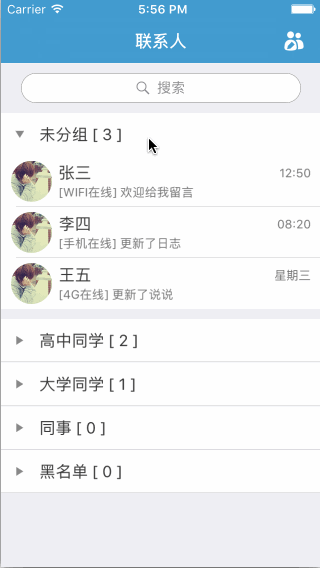 Carrier 5:56 PM
联系人
搜索
未分组 [ 3 ]
张三 12:50
[WIFI在线] 欢迎给我留言
李四 08:20
[手机在线] 更新了日志
王五 星期三
[4G在线] 更新了说说
高中同学 [ 2 ]
大学同学 [ 1 ]
同事 [ 0 ]
黑名单 [ 0 ]